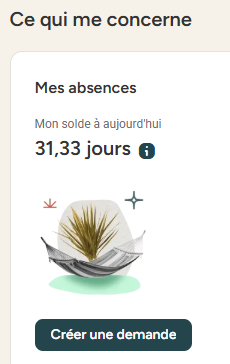 Ce qui me concerne
Mes absences
Mon solde à aujourd'hui
31,33 jours
Créer une demande